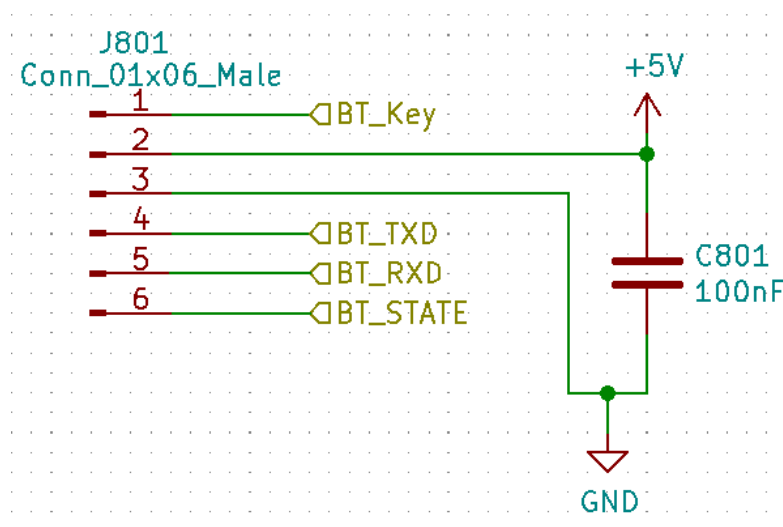 J801
Conn_01x06_Male
1
BT_Key
2
3
4
BT_TXD
5
BT_RXD
6
BT_STATE
+5V
C801
100nF
GND